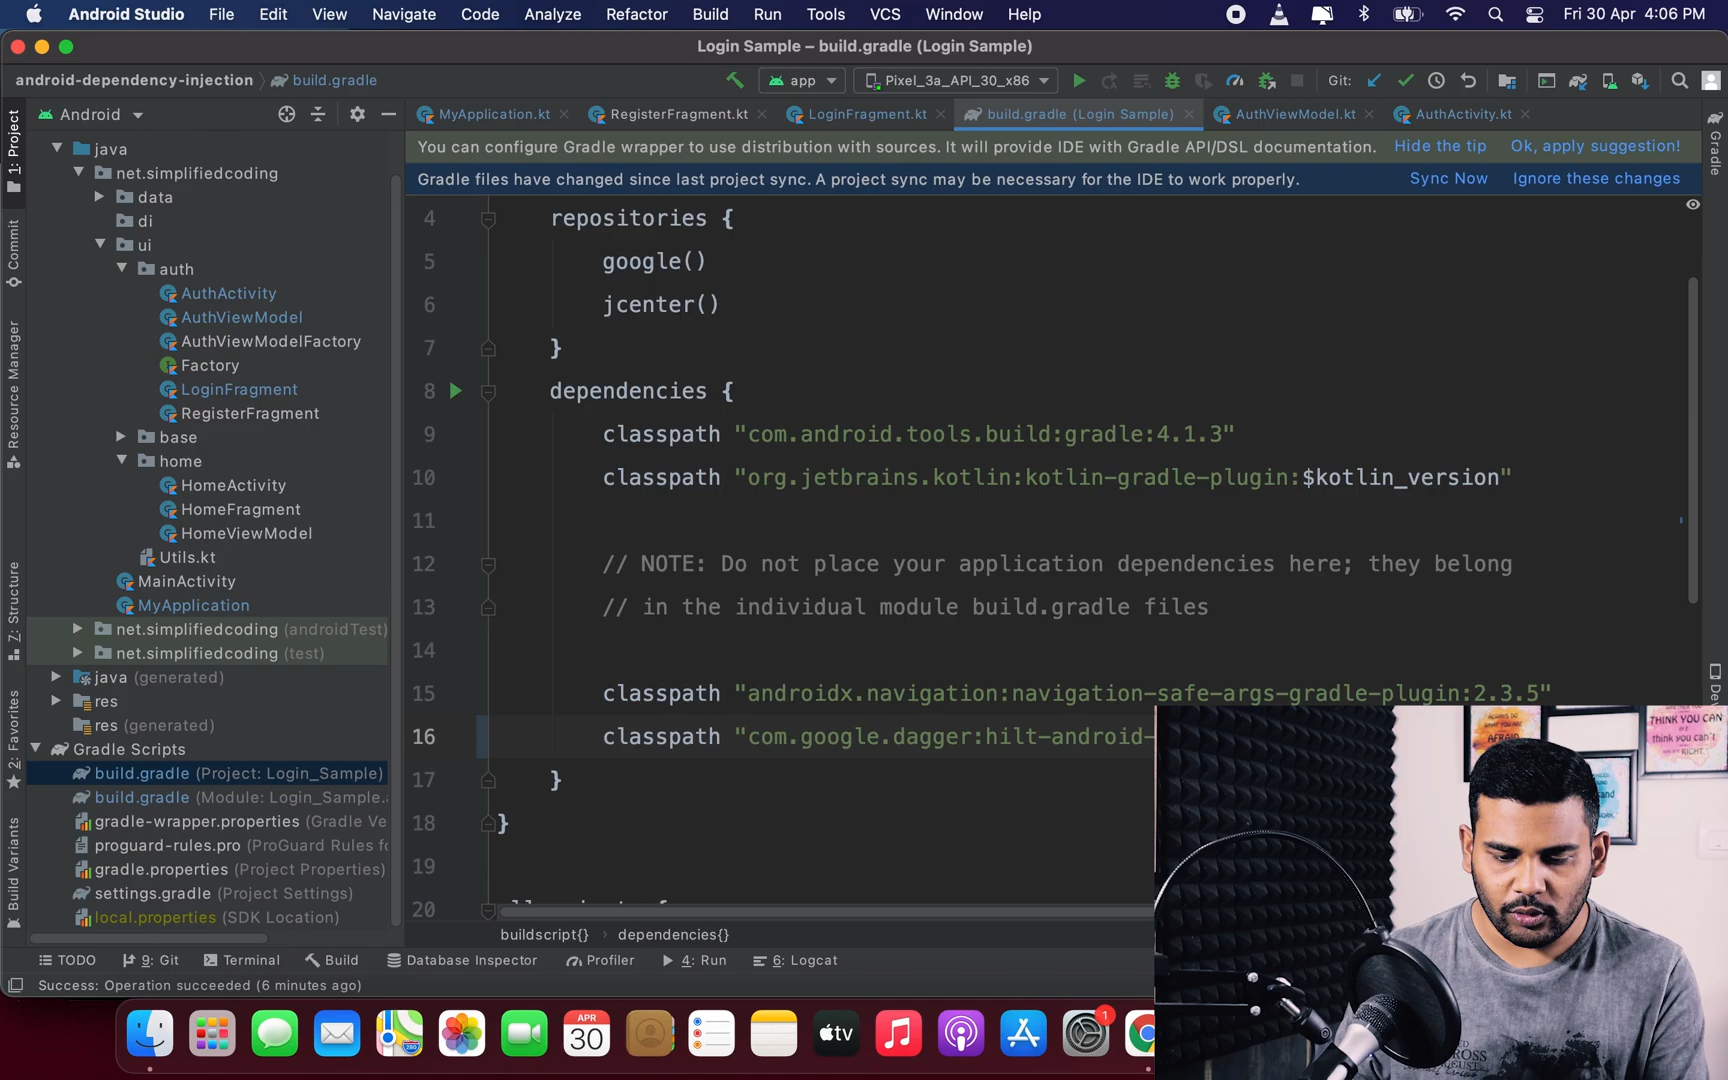 Android Studio File Edit View Navigate Code Analyze Refactor Build Run Tools VCS Window Help Fri 30 Apr 4:06 PM
Login Sample – build.gradle (Login Sample)
android-dependency-injection build.gradle app Pixel_3a_API_30_x86 Git:
Android MyApplication.kt RegisterFragment.kt LoginFragment.kt build.gradle (Login Sample) AuthViewModel.kt AuthActivity.kt
You can configure Gradle wrapper to use distribution with sources. It will provide IDE with Gradle API/DSL documentation. Hide the tip Ok, apply suggestion!
Gradle files have changed since last project sync. A project sync may be necessary for the IDE to work properly. Sync Now Ignore these changes
1: Project
Commit
Resource Manager
7: Structure
2: Favorites
Build Variants
java
net.simplifiedcoding
data
di
ui
auth
AuthActivity
AuthViewModel
AuthViewModelFactory
Factory
LoginFragment
RegisterFragment
base
home
HomeActivity
HomeFragment
HomeViewModel
Utils.kt
MainActivity
MyApplication
net.simplifiedcoding (androidTest)
net.simplifiedcoding (test)
java (generated)
res
res (generated)
Gradle Scripts
build.gradle (Project: Login_Sample)
build.gradle (Module: Login_Sample.
gradle-wrapper.properties (Gradle Ve
proguard-rules.pro (ProGuard Rules fo
gradle.properties (Project Properties)
settings.gradle (Project Settings)
local.properties (SDK Location)
4 repositories {
5 google()
6 jcenter()
7 }
8 dependencies {
9 classpath "com.android.tools.build:gradle:4.1.3"
10 classpath "org.jetbrains.kotlin:kotlin-gradle-plugin:$kotlin_version"
11
12 // NOTE: Do not place your application dependencies here; they belong
13 // in the individual module build.gradle files
14
15 classpath "androidx.navigation:navigation-safe-args-gradle-plugin:2.3.5"
16 classpath "com.google.dagger:hilt-android-
17 }
18 }
19
20
Gradle
buildscript{} dependencies{}
TODO 9: Git Terminal Build Database Inspector Profiler 4: Run 6: Logcat
Success: Operation succeeded (6 minutes ago)
APR
30
tv
1
ALWAYS DO
AFRAID
THINK YOU CAN
think you can't
RIGHT.